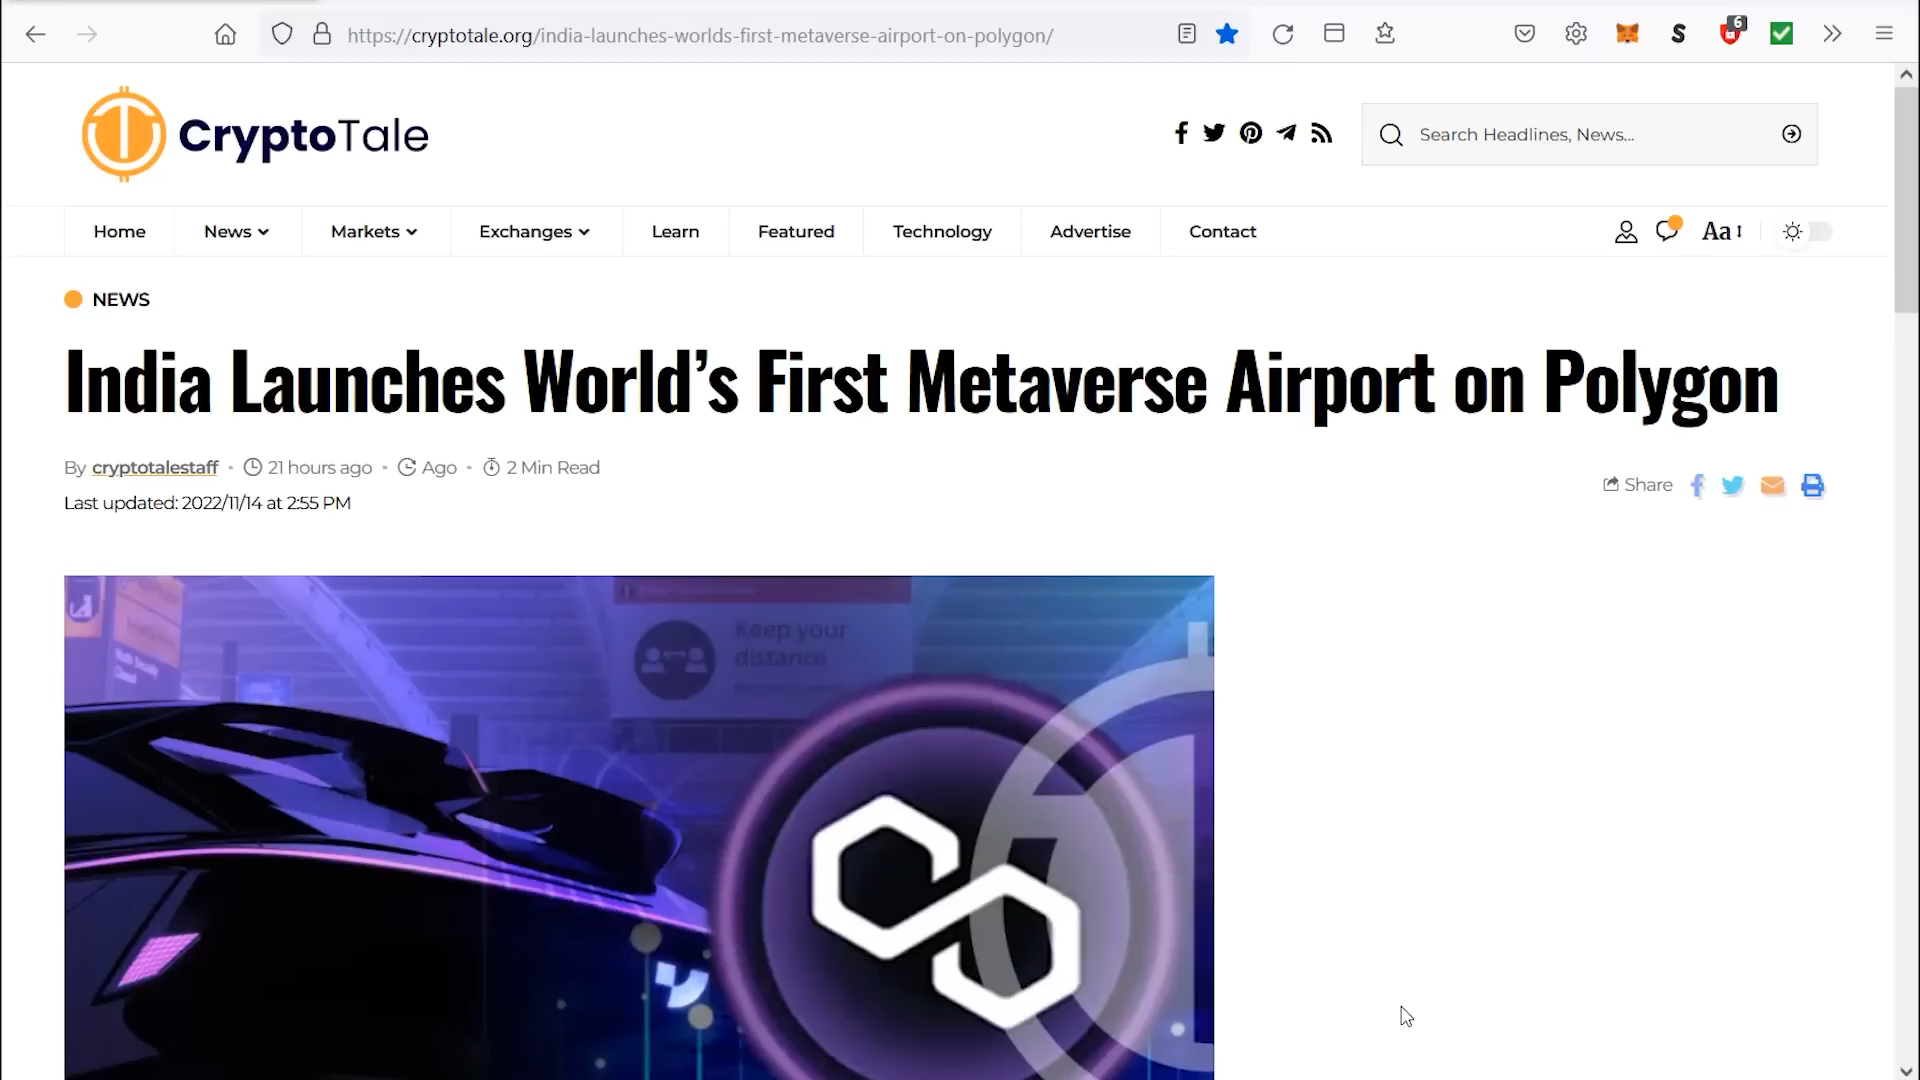 https://cryptotale.org/india-launches-worlds-first-metaverse-airport-on-polygon/
6
CryptoTale
Search Headlines, News...
Home News Markets Exchanges Learn Featured Technology Advertise Contact
Aa
NEWS
India Launches World’s First Metaverse Airport on Polygon
By cryptotalestaff • 21 hours ago • Ago • 2 Min Read
Last updated: 2022/11/14 at 2:55 PM
Share
Keep your
distance